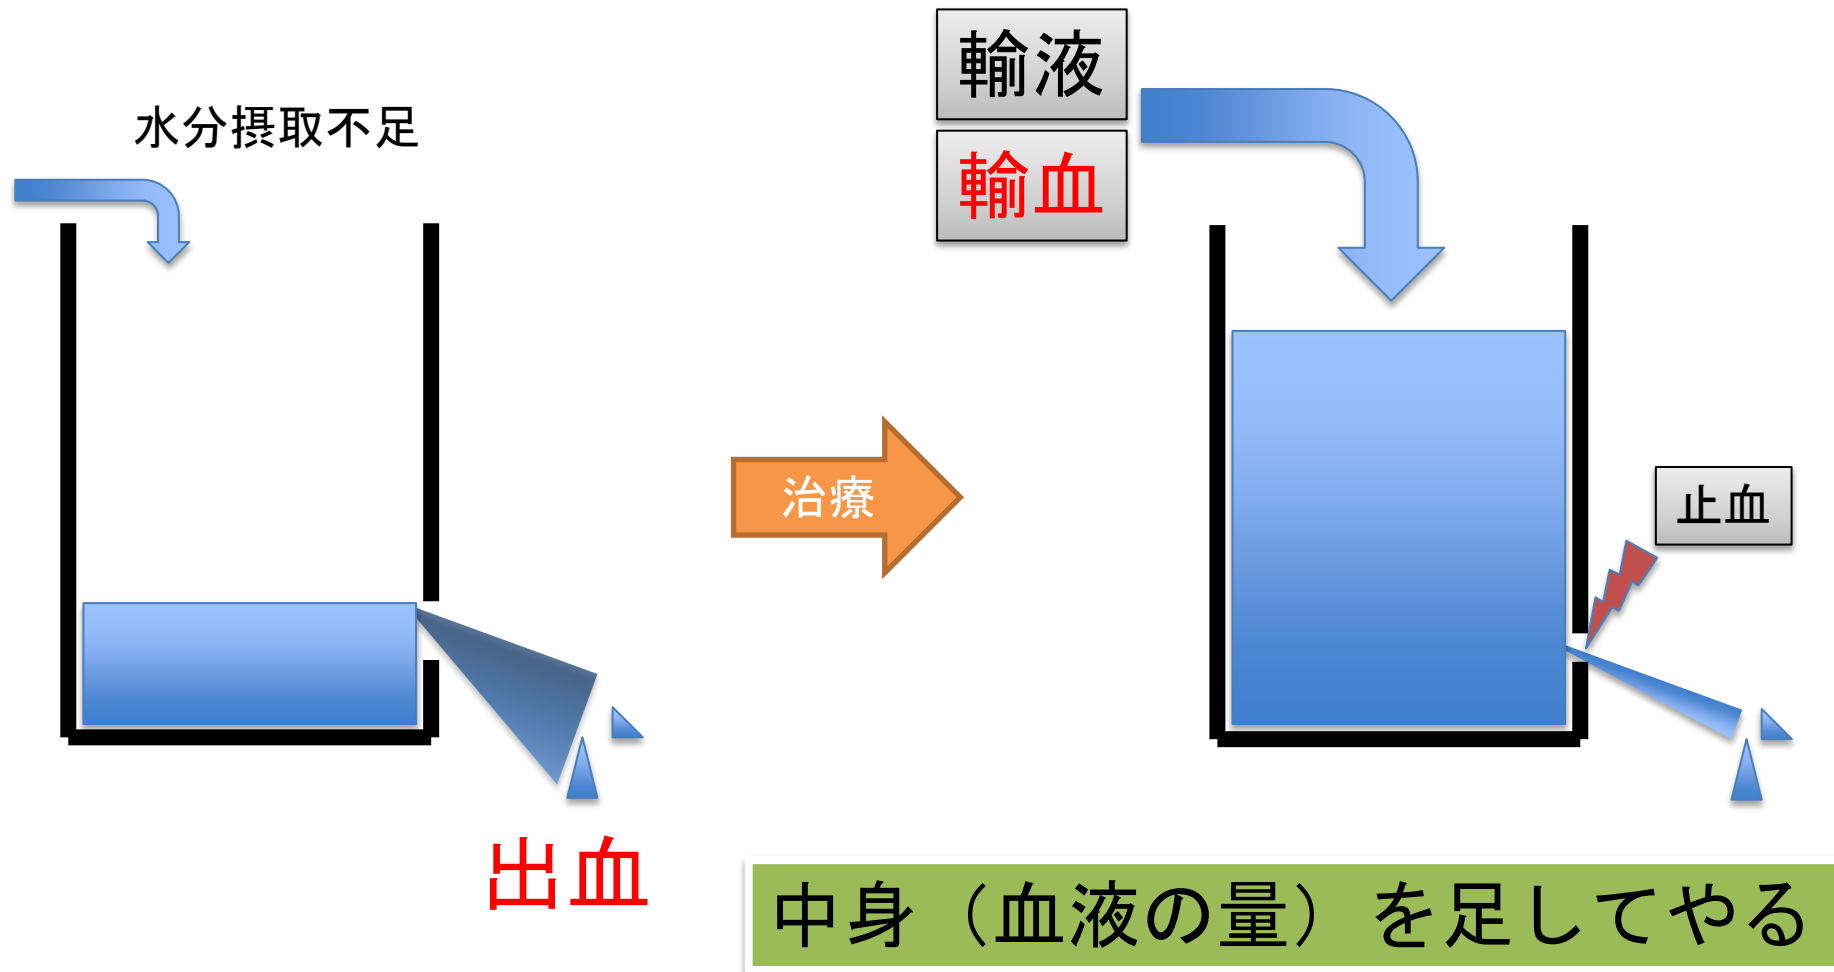 水分摂取不足
出血
治療
輸液
輸血
止血
中身（血液の量）を足してやる